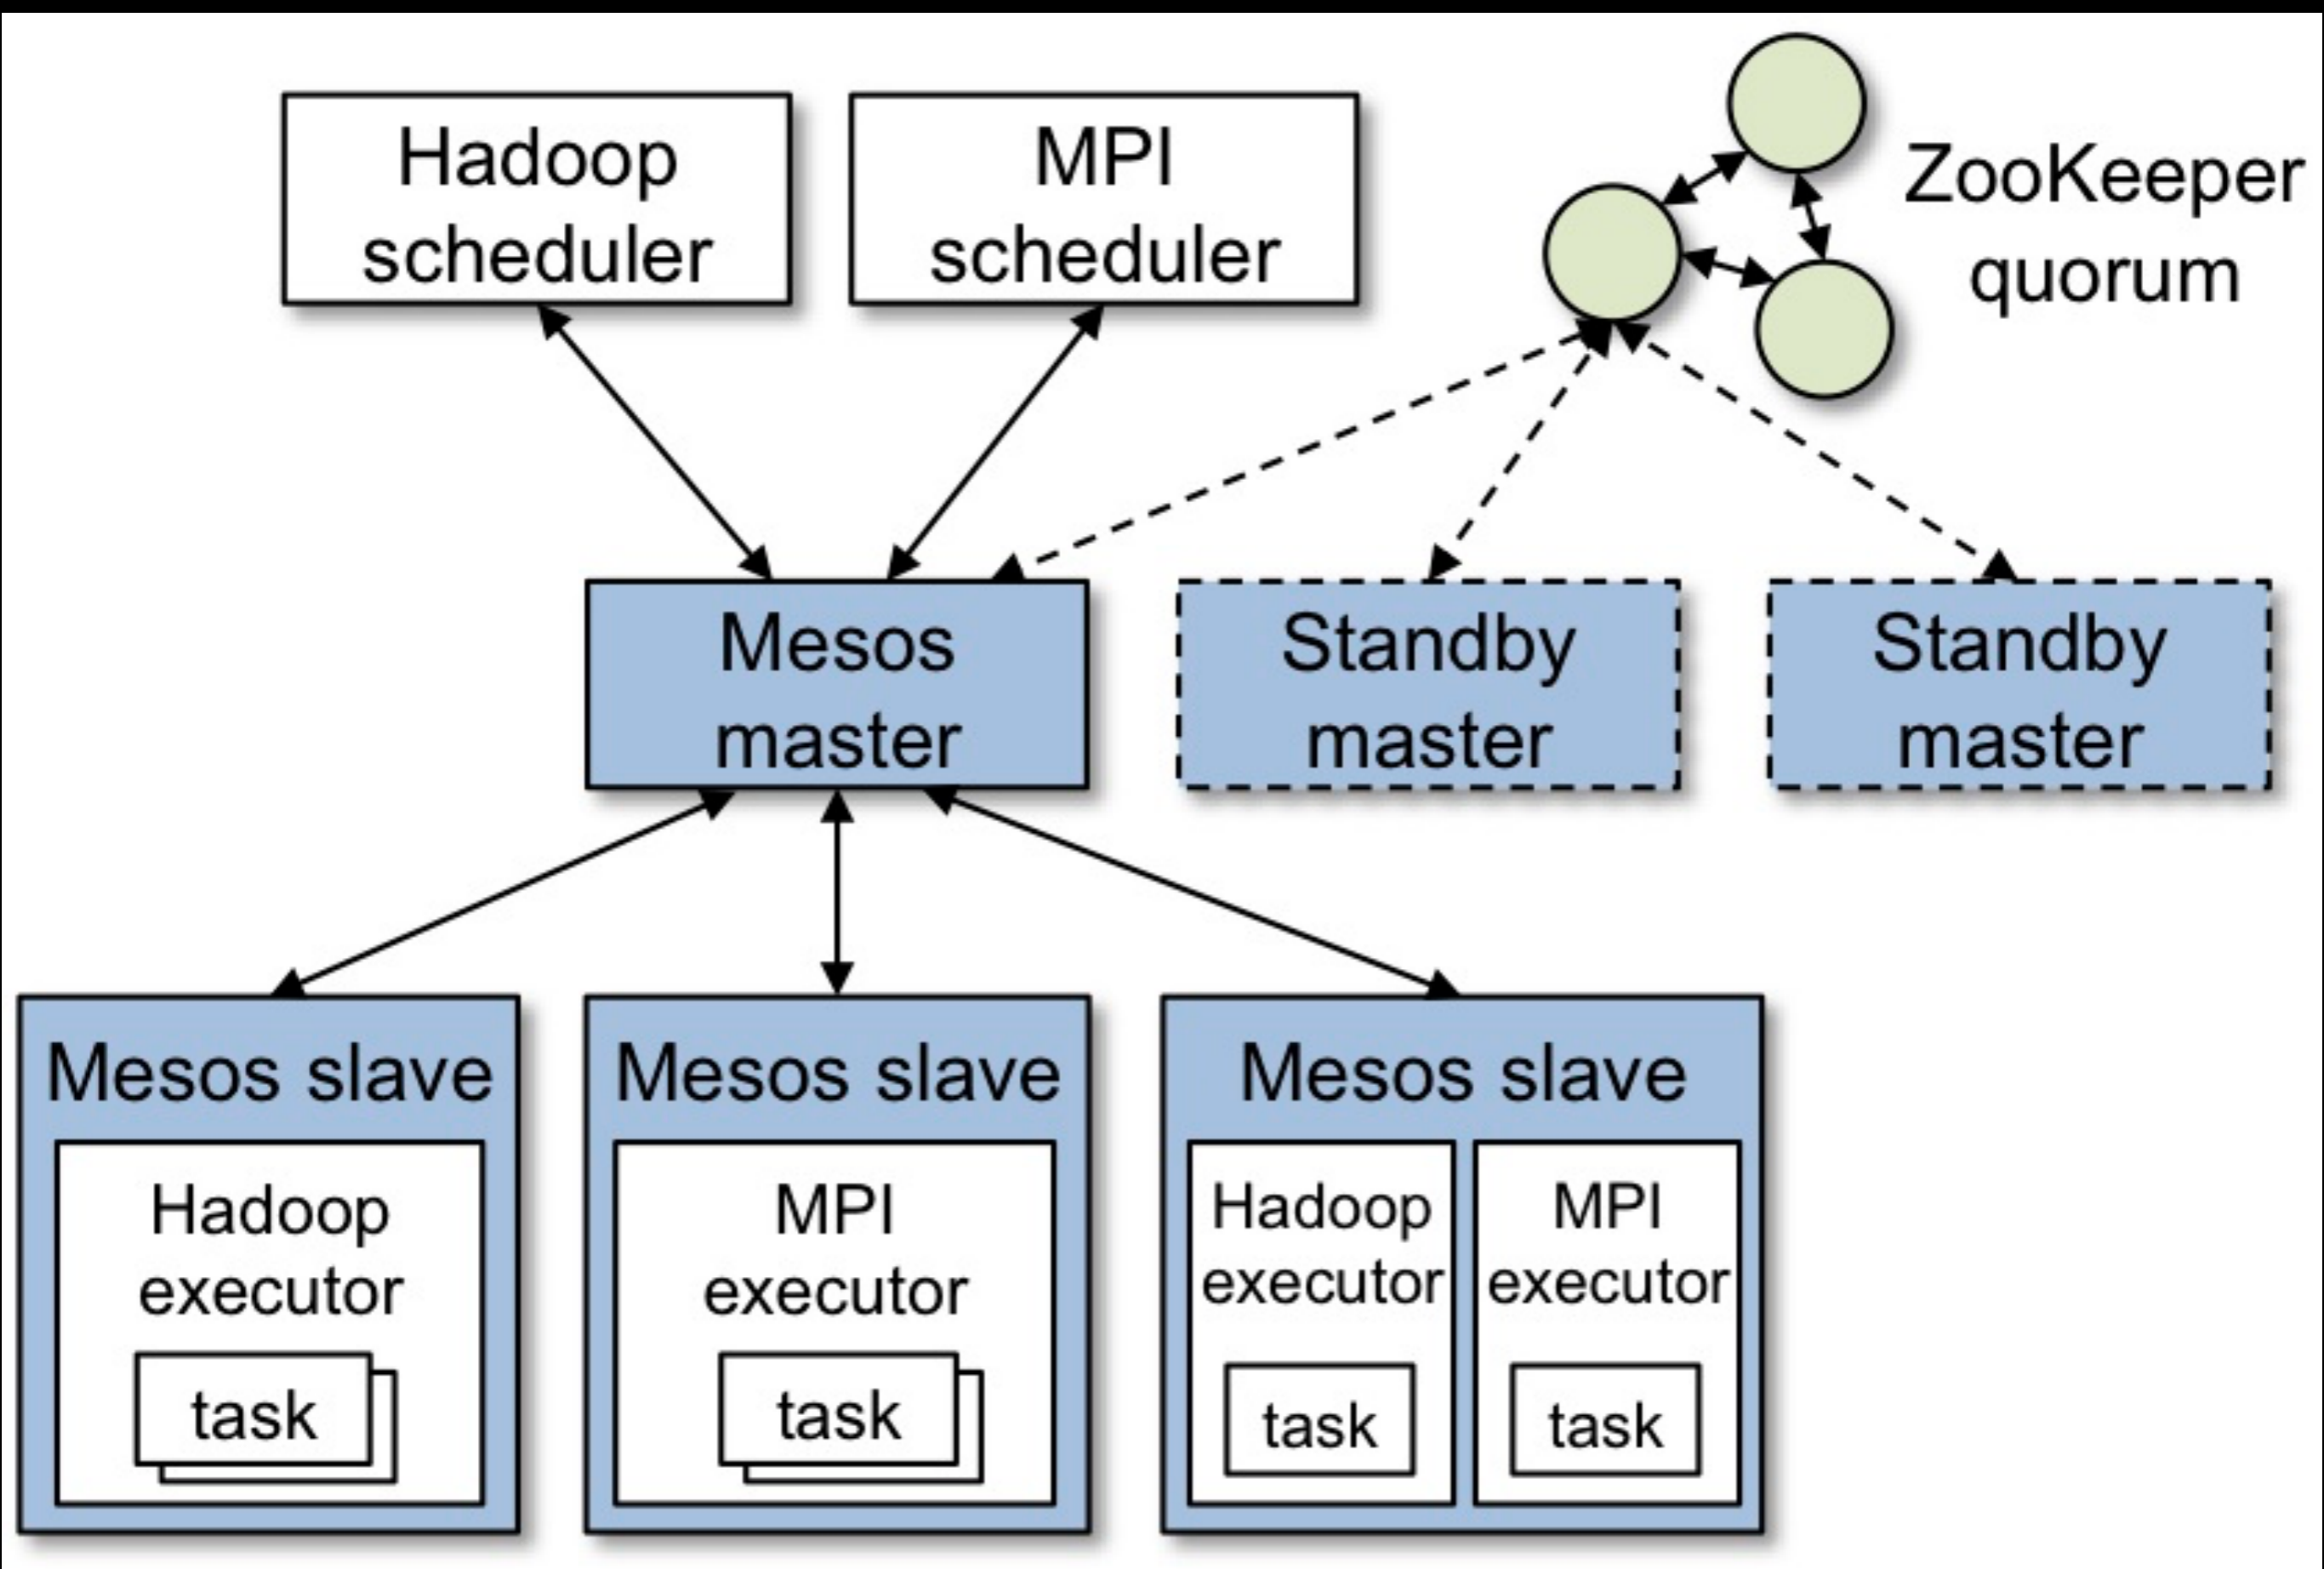 Hadoop
scheduler
MPI
scheduler
ZooKeeper
quorum
Mesos
master
Standby
master
Standby
master
Mesos slave
Hadoop
executor
task
Mesos slave
MPI
executor
task
Mesos slave
Hadoop
executor
task
MPI
executor
task